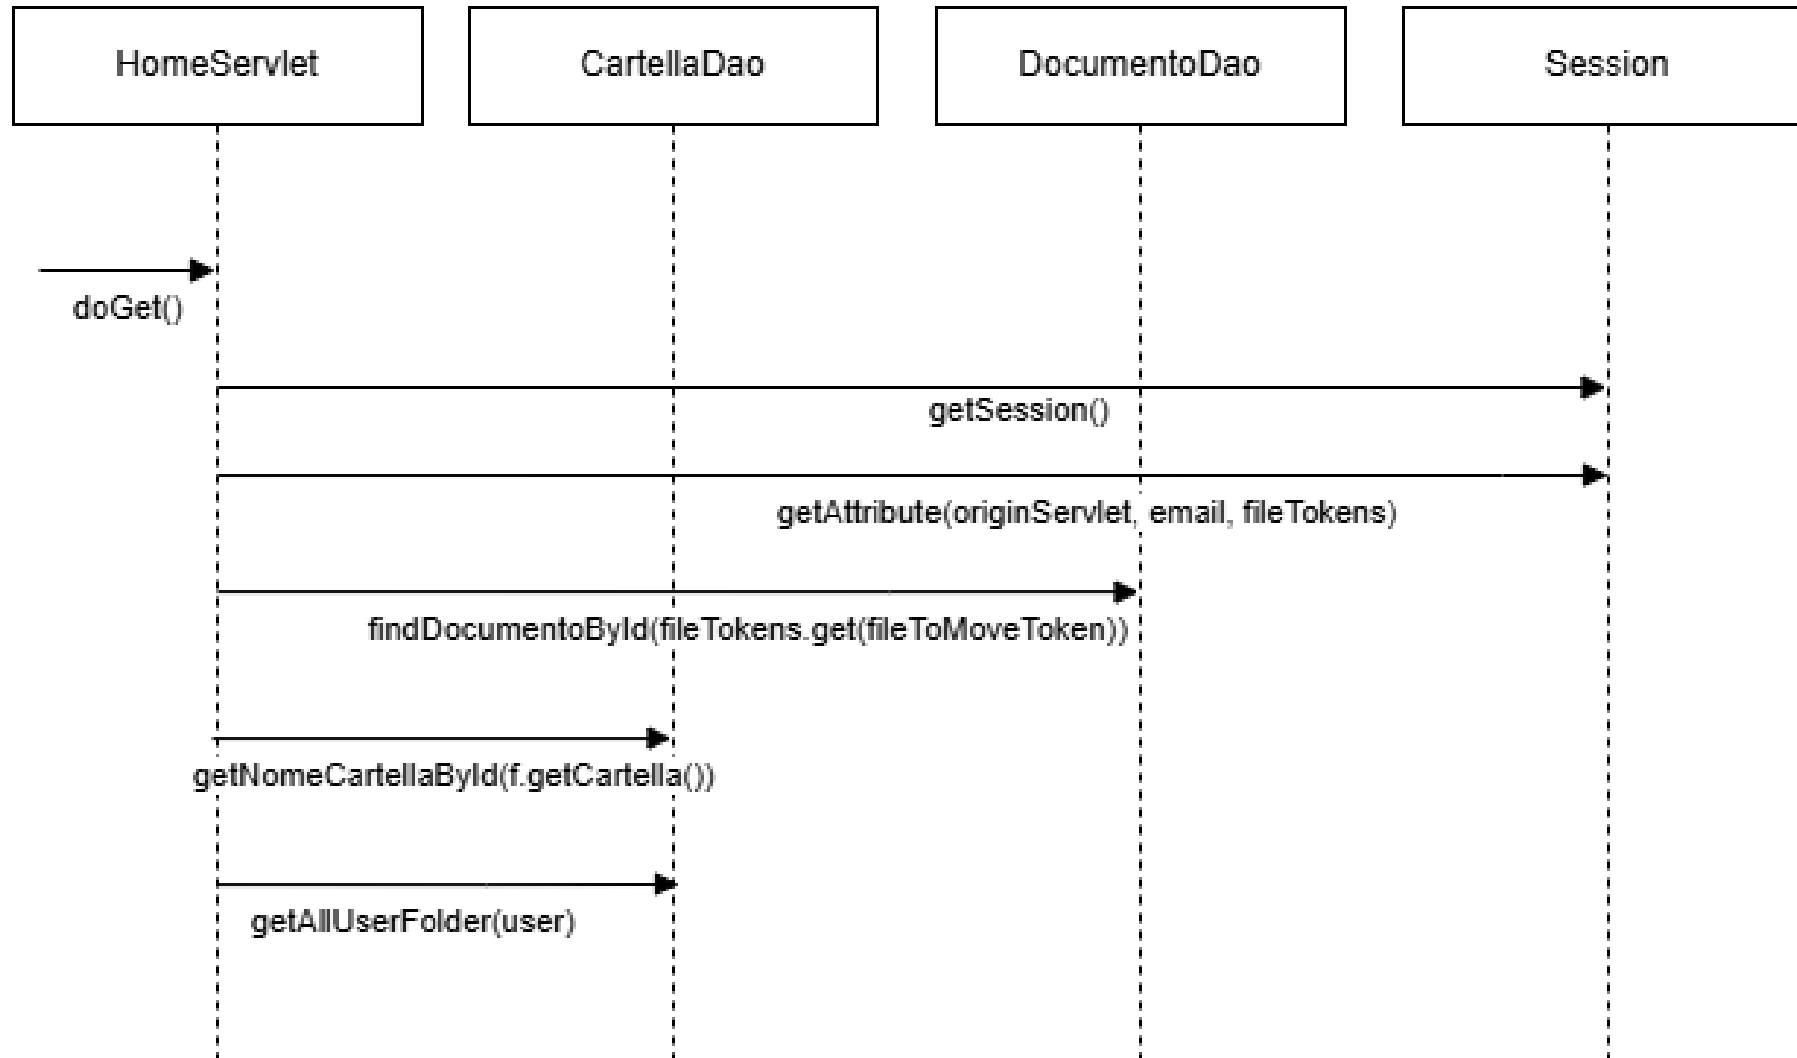 HomeServlet
CartellaDao
DocumentoDao
Session
doGet()
getSession()
getAttribute(originServlet, email, fileTokens)
findDocumentoById(fileTokens.get(fileToMoveToken))
getNomeCartellaById(f.getCartella())
getAllUserFolder(user)